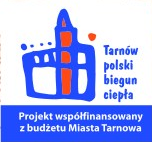 Tarnów
polski
biegun
ciepła
Projekt współfinansowany
z budżetu Miasta Tarnowa